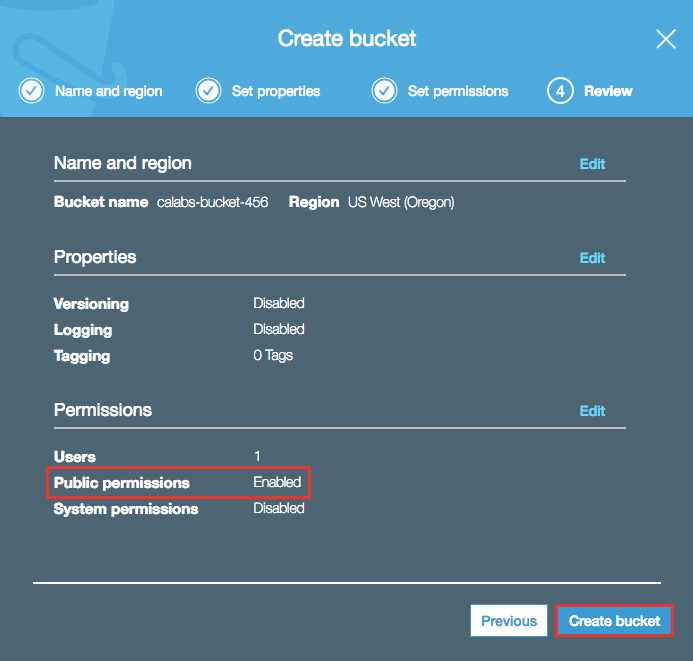 Create bucket
Name and region Set properties Set permissions 4 Review
Name and region Edit
Bucket name calabs-bucket-456 Region US West (Oregon)
Properties Edit
Versioning Disabled
Logging Disabled
Tagging 0 Tags
Permissions Edit
Users 1
Public permissions Enabled
System permissions Disabled
Previous Create bucket